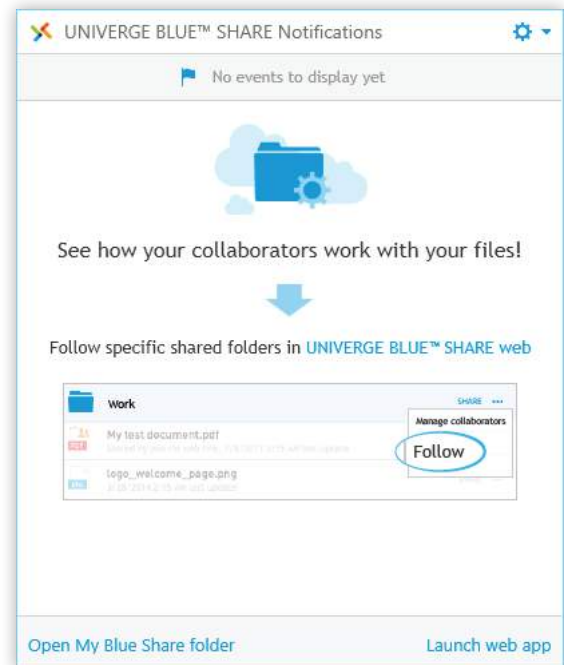 UNIVERGE BLUE™ SHARE Notifications
No events to display yet
See how your collaborators work with your files!
Follow specific shared folders in UNIVERGE BLUE™ SHARE web
Work
SHARE •••
Manage collaborators
My test document.pdf
Follow
logo_welcome_page.png
Open My Blue Share folder
Launch web app